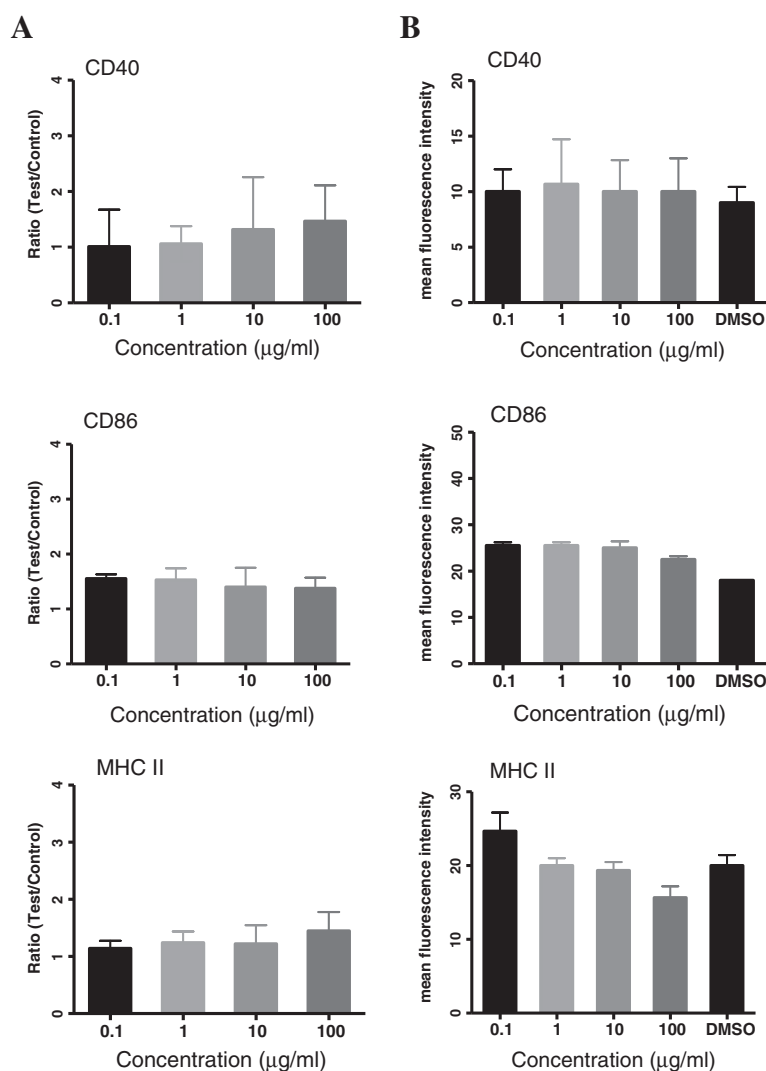 A
CD40
Ratio (Test/Control)
4
3
2
1
0
0.1 1 10 100
Concentration (μg/ml)
CD86
Ratio (Test/Control)
4
3
2
1
0
0.1 1 10 100
Concentration (μg/ml)
MHC II
Ratio (Test/Control)
4
3
2
1
0
0.1 1 10 100
Concentration (μg/ml)
B
CD40
mean fluorescence intensity
20
15
10
5
0
0.1 1 10 100 DMSO
Concentration (μg/ml)
CD86
mean fluorescence intensity
50
40
30
20
10
0
0.1 1 10 100 DMSO
Concentration (μg/ml)
MHC II
mean fluorescence intensity
30
20
10
0
0.1 1 10 100 DMSO
Concentration (μg/ml)